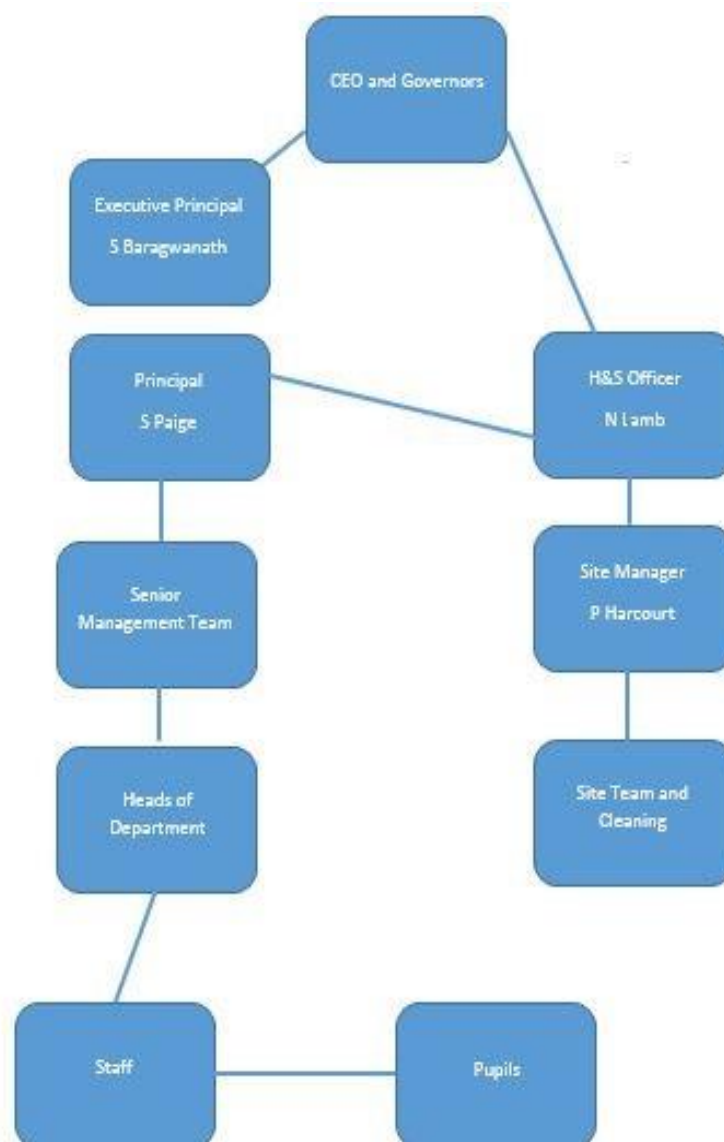 CEO and Governors
Executive Principal
S Baragwanath
Principal
S Paige
H&S Officer
N Lamb
Senior
Management Team
Site Manager
P Harcourt
Heads of
Department
Site Team and
Cleaning
Staff
Pupils